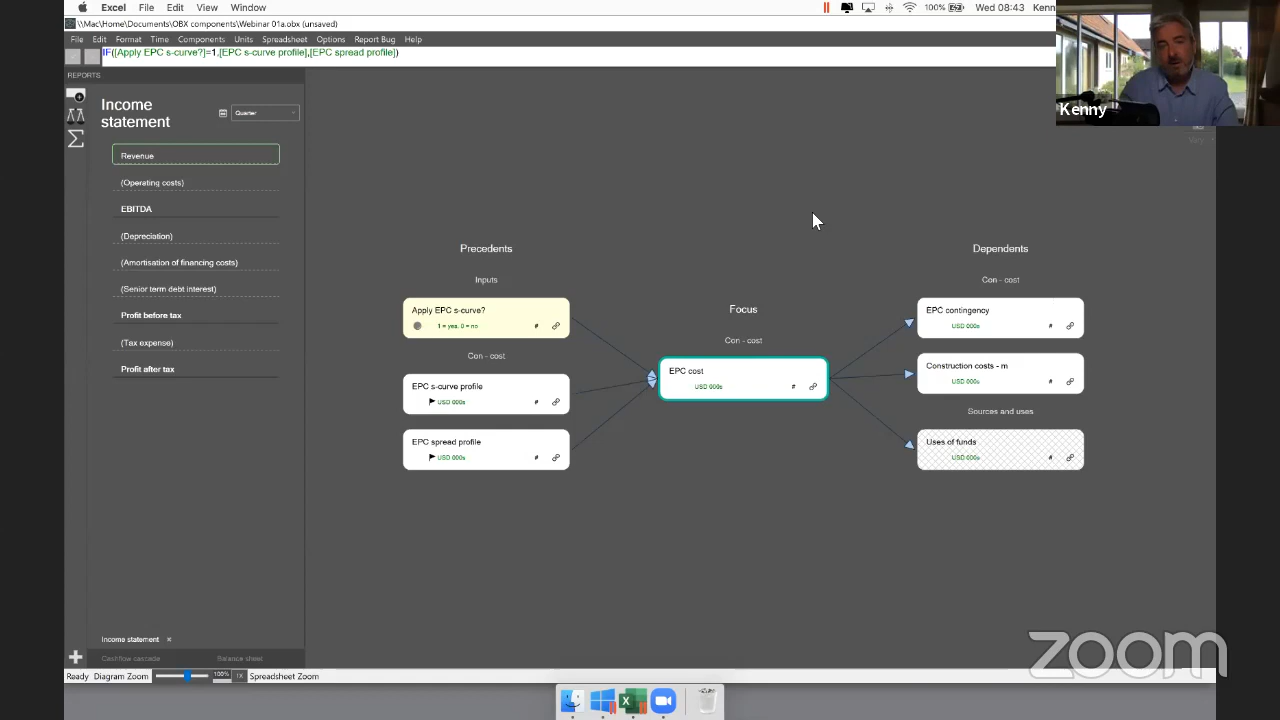 Excel File Edit View Window 100% Wed 08:43 Kenn
\\Mac\Home\Documents\OBX components\Webinar 01a.obx (unsaved)
File Edit Format Time Components Units Spreadsheet Options Report Bug Help
IF([Apply EPC s-curve?]=1,[EPC s-curve profile],[EPC spread profile])
Kenny
REPORTS
Income statement
Quarter
Revenue
(Operating costs)
EBITDA
(Depreciation)
(Amortisation of financing costs)
(Senior term debt interest)
Profit before tax
(Tax expense)
Profit after tax
Precedents
Inputs
Apply EPC s-curve?
1 = yes, 0 = no #
Con - cost
EPC s-curve profile
USD 000s #
EPC spread profile
USD 000s #
Focus
Con - cost
EPC cost
USD 000s #
Dependents
Con - cost
EPC contingency
USD 000s #
Construction costs - m
USD 000s #
Sources and uses
Uses of funds
USD 000s #
Income statement ×
Cashflow cascade Balance sheet
Ready Diagram Zoom 100% 1X Spreadsheet Zoom
zoom